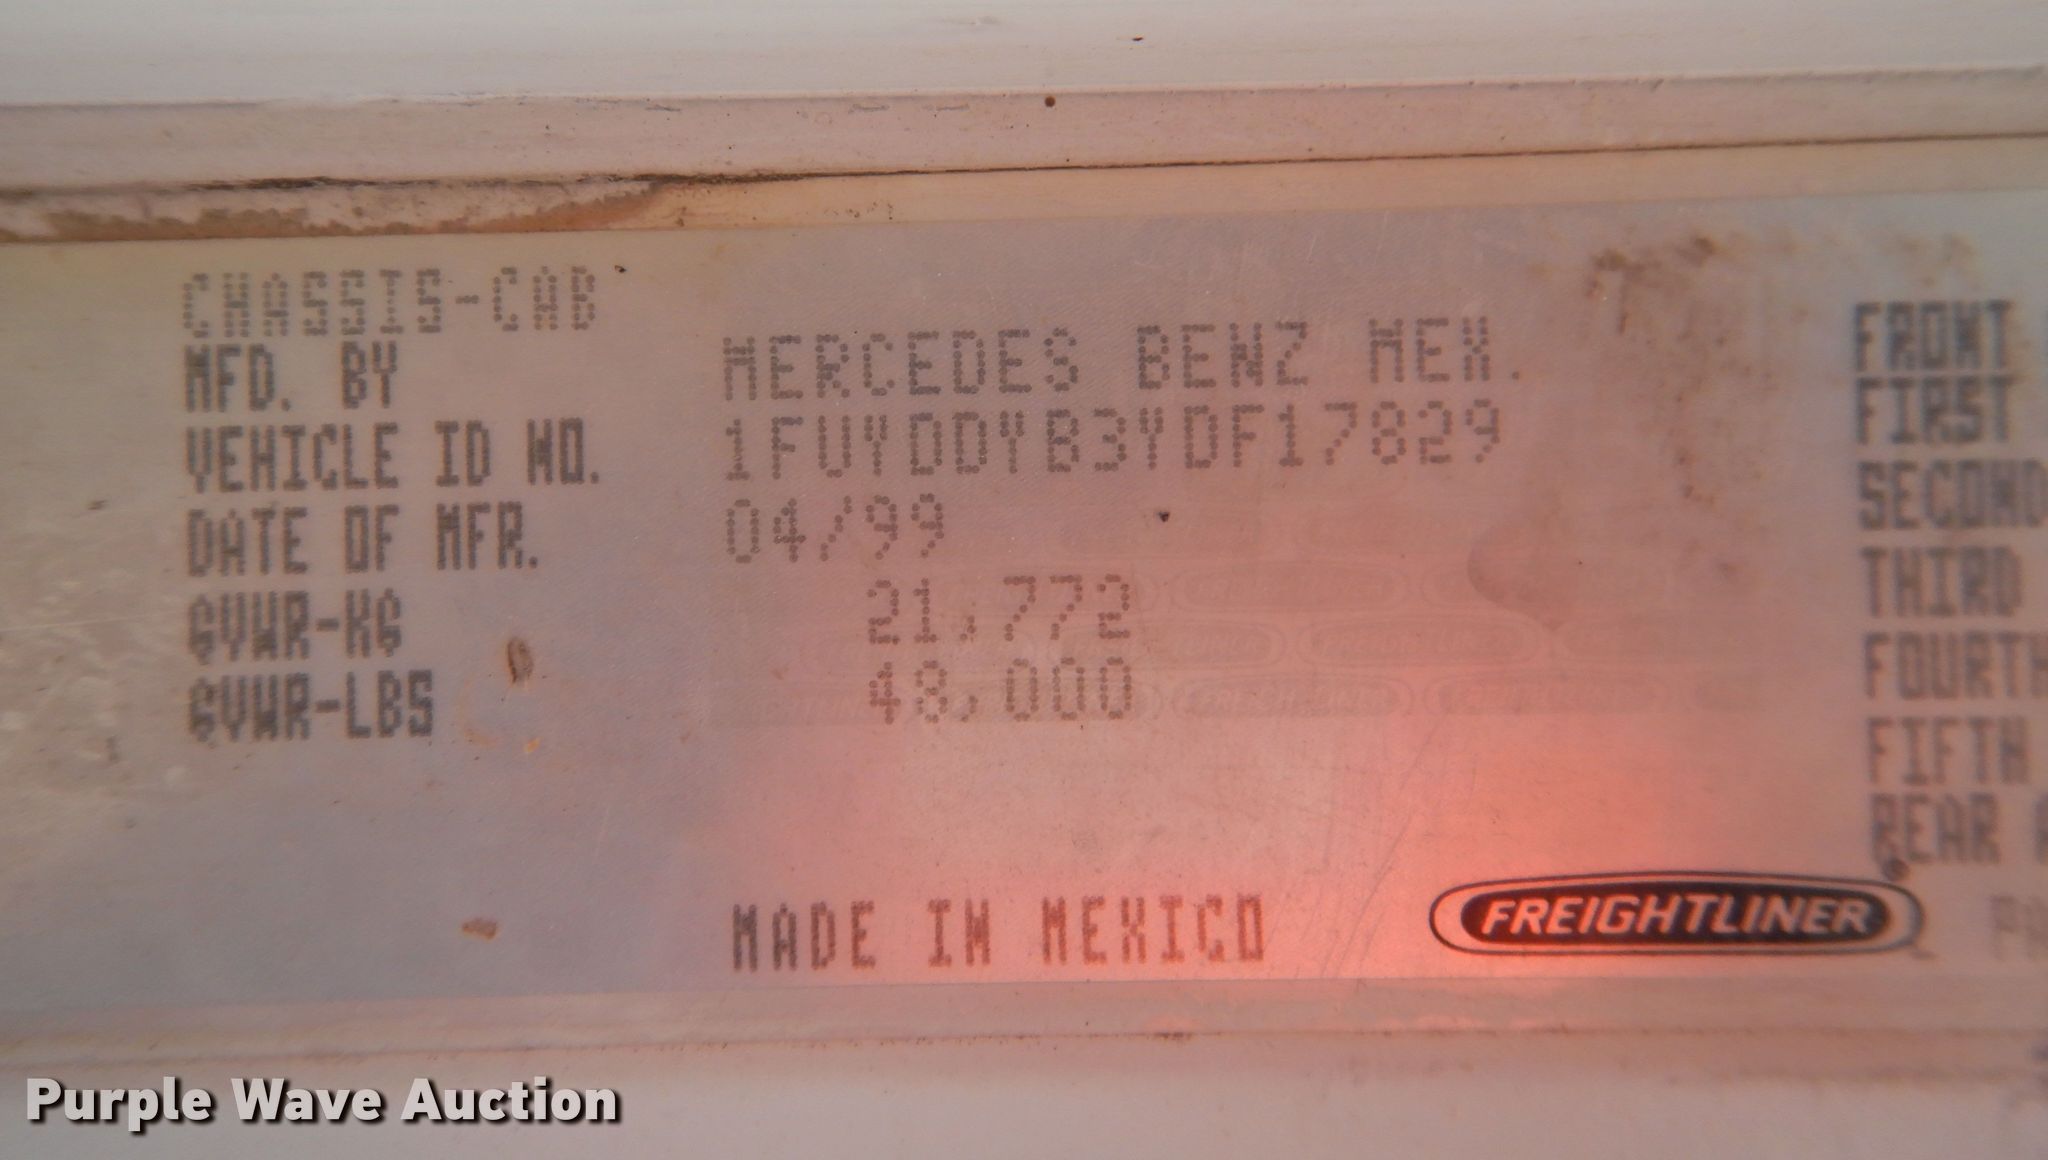 CHASSIS-CAB
MFD. BY MERCEDES BENZ MEX.
VEHICLE ID NO. 1FUYDDYB3YDF17829
DATE OF MFR. 04/99
GVWR-KG 21,772
GVWR-LBS 48,000
FRONT
FIRST
SECOND
THIRD
FOURTH
FIFTH
REAR
MADE IN MEXICO
FREIGHTLINER
Purple Wave Auction